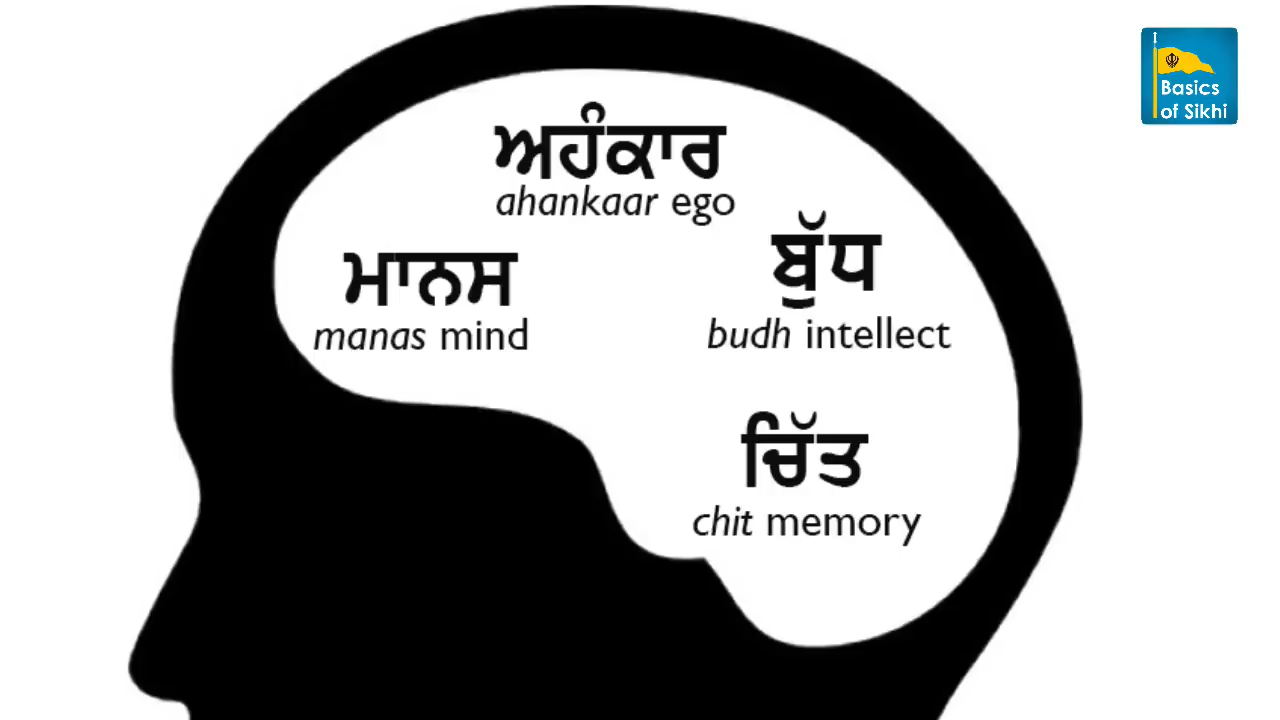 ਅਹੰਕਾਰ
ahankaar ego
ਮਾਨਸ
manas mind
ਬੁੱਧ
budh intellect
ਚਿੱਤ
chit memory
Basics
of Sikhi